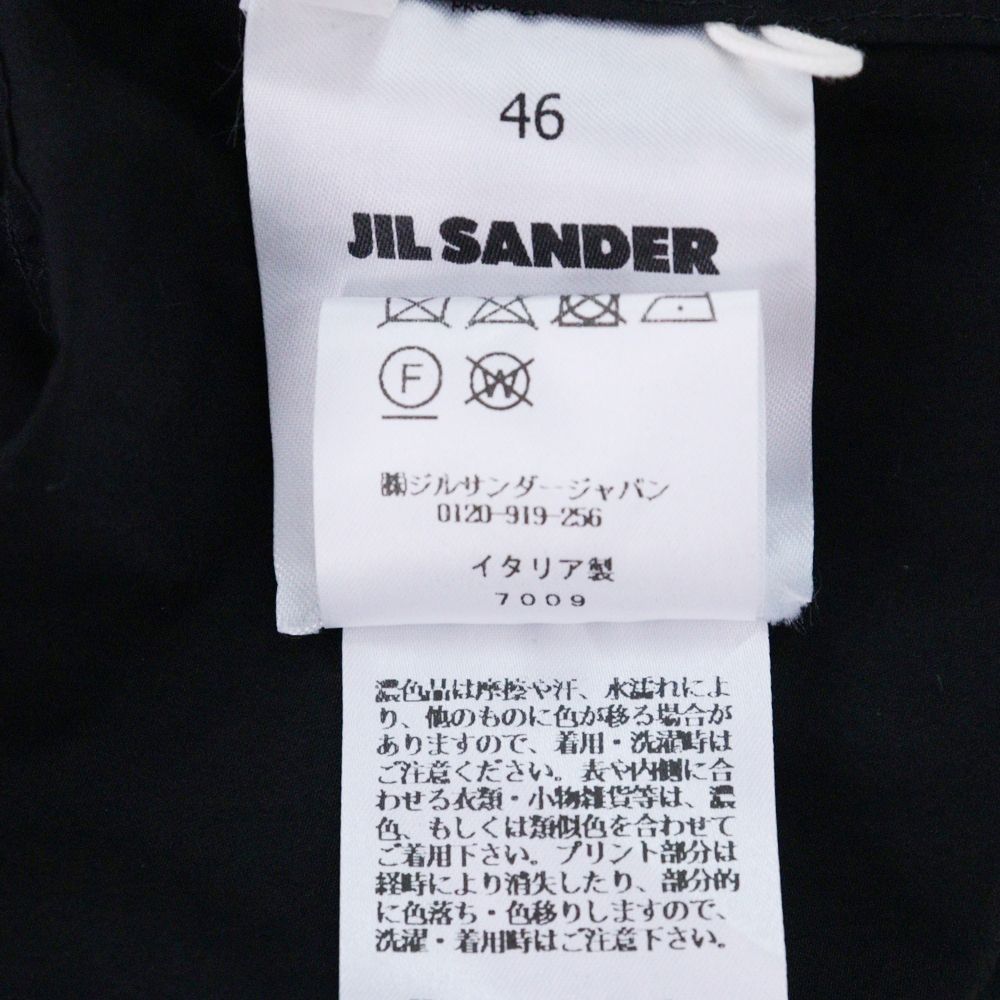 46
JIL SANDER
F
W
㈱ジルサンダージャパン
0120-919-256
イタリア製
7009
濃色品は摩擦や汗、水濡れによ
り、他のものに色が移る場合が
ありますので、着用・洗濯時は
ご注意ください。表や内側に合
わせる衣類・小物雑貨等は、濃
色、もしくは類似色を合わせて
ご着用下さい。プリント部分は
経時により消失したり、部分的
に色落ち・色移りしますので、
洗濯・着用時はご注意下さい。